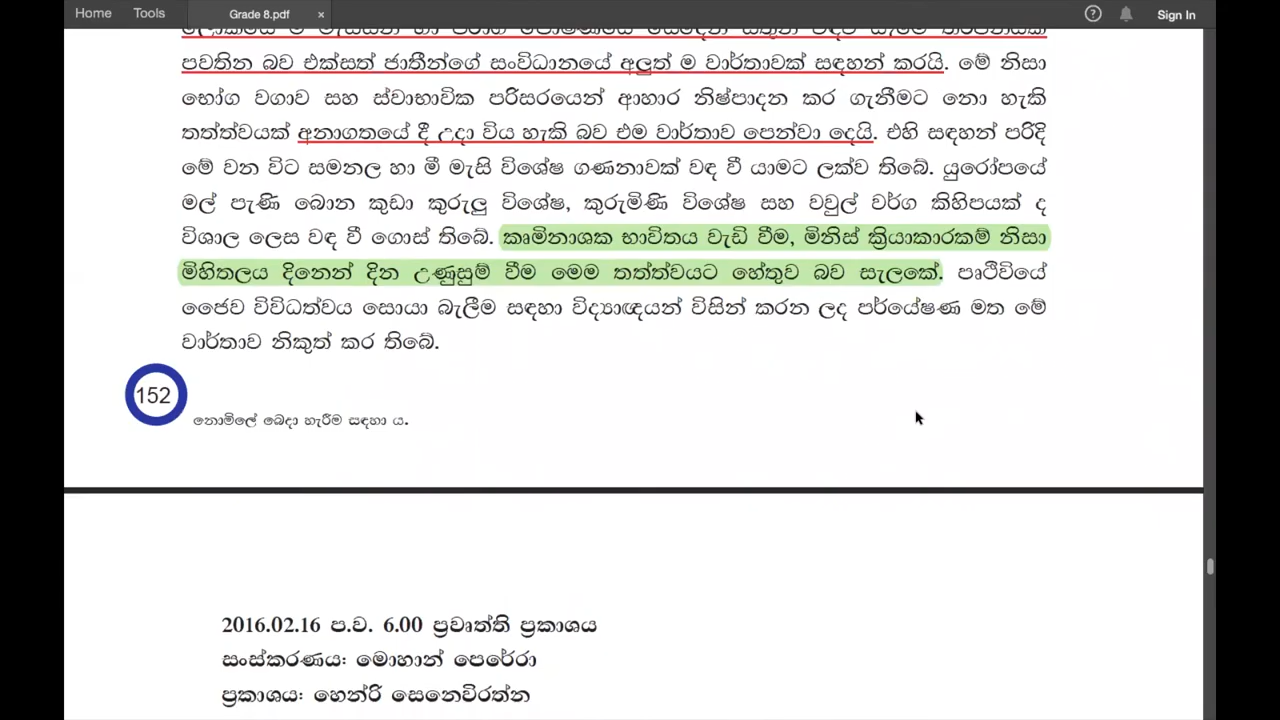 Home Tools Grade 8.pdf × Sign In
පවතින බව එක්සත් ජාතීන්ගේ සංවිධානයේ අලුත් ම වාර්තාවක් සඳහන් කරයි. මේ නිසා
භෝග වගාව සහ ස්වාභාවික පරිසරයෙන් ආහාර නිෂ්පාදන කර ගැනීමට නො හැකි
තත්ත්වයක් අනාගතයේ දී උදා විය හැකි බව එම වාර්තාව පෙන්වා දෙයි. එහි සඳහන් පරිදි
මේ වන විට සමනල හා මී මැසි විශේෂ ගණනාවක් වඳ වී යාමට ලක්ව තිබේ. යුරෝපයේ
මල් පැණි බොන කුඩා කුරුලු විශේෂ, කුරුමිණි විශේෂ සහ වවුල් වර්ග කිහිපයක් ද
විශාල ලෙස වඳ වී ගොස් තිබේ. කෘමිනාශක භාවිතය වැඩි වීම, මිනිස් ක්‍රියාකාරකම් නිසා
මිහිතලය දිනෙන් දින උණුසුම් වීම මෙම තත්ත්වයට හේතුව බව සැලකේ. පෘථිවියේ
ජෛව විවිධත්වය සොයා බැලීම සඳහා විද්‍යාඥයන් විසින් කරන ලද පර්යේෂණ මත මේ
වාර්තාව නිකුත් කර තිබේ.
152
නොමිලේ බෙදා හැරීම සඳහා ය.
2016.02.16 ප.ව. 6.00 ප්‍රවෘත්ති ප්‍රකාශය
සංස්කරණය: මොහාන් පෙරේරා
ප්‍රකාශය: හෙන්රි සෙනෙවිරත්න